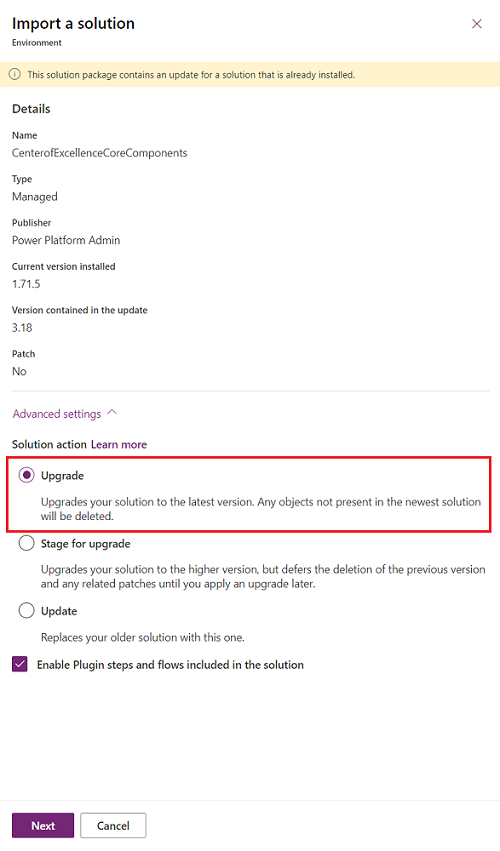 Import a solution
Environment
This solution package contains an update for a solution that is already installed.
Details
Name
CenterofExcellenceCoreComponents
Type
Managed
Publisher
Power Platform Admin
Current version installed
1.71.5
Version contained in the update
3.18
Patch
No
Advanced settings
Solution action Learn more
Upgrade
Upgrades your solution to the latest version. Any objects not present in the newest solution
will be deleted.
Stage for upgrade
Upgrades your solution to the higher version, but defers the deletion of the previous version
and any related patches until you apply an upgrade later.
Update
Replaces your older solution with this one.
Enable Plugin steps and flows included in the solution
Next Cancel